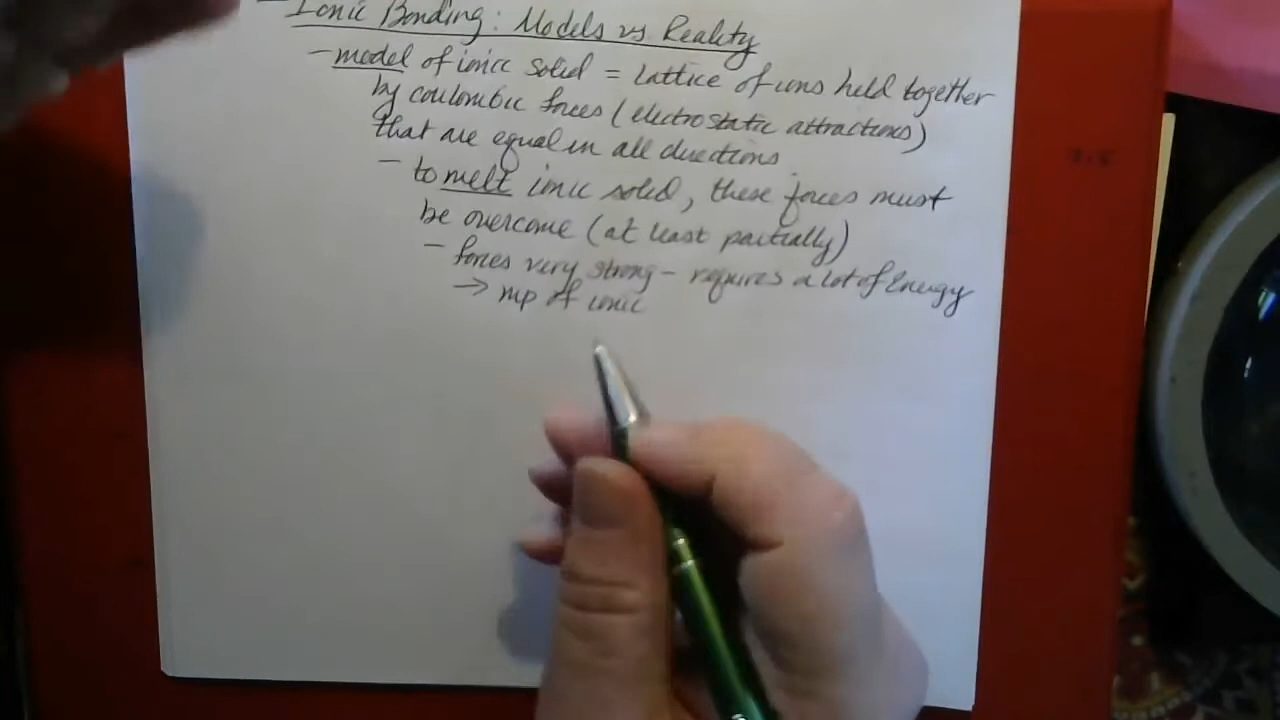 Ionic Bonding: Models vs Reality
- model of ionic solid = lattice of ions held together
by coulombic forces (electrostatic attractions)
that are equal in all directions
- to melt ionic solid, these forces must
be overcome (at least partially)
- forces very strong - requires a lot of Energy
→ mp of ionic